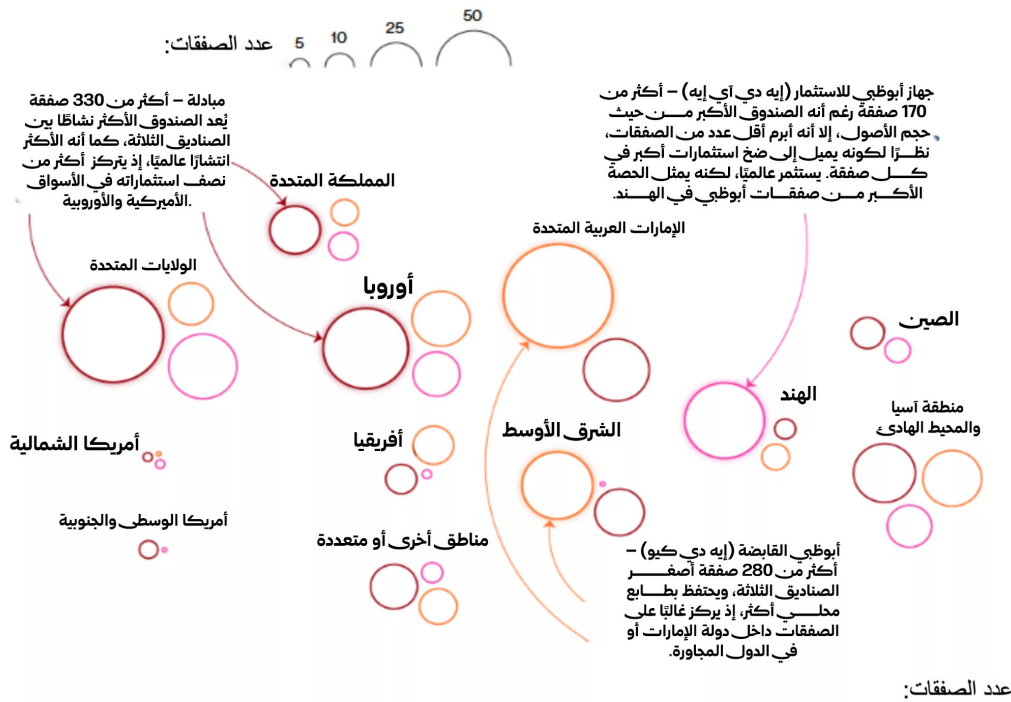 عدد الصفقات:
5
10
25
50
جهاز أبوظبي للاستثمار (إيه دي آي إيه) – أكثر من
170 صفقة رغم أنه الصندوق الأكبر من حيث
حجم الأصول، إلا أنه أبرم أقل عدد من الصفقات،
نظرًا لكونه يميل إلى ضخ استثمارات أكبر في
كل صفقة. يستثمر عالميًا، لكنه يمثل الحصة
الأكبر من صفقات أبوظبي في الهند.
مبادلة – أكثر من 330 صفقة
يُعد الصندوق الأكثر نشاطًا بين
الصناديق الثلاثة، كما أنه الأكثر
انتشارًا عالميًا، إذ يتركز أكثر من
نصف استثماراته في الأسواق
الأميركية والأوروبية.
المملكة المتحدة
الإمارات العربية المتحدة
الولايات المتحدة
أوروبا
الصين
الهند
منطقة آسيا
والمحيط الهادئ
الشرق الأوسط
أفريقيا
أمريكا الشمالية
أمريكا الوسطى والجنوبية
مناطق أخرى أو متعددة
أبوظبي القابضة (إيه دي كيو) –
أكثر من 280 صفقة أصغر
الصناديق الثلاثة، ويحتفظ بطابع
محلي أكثر، إذ يركز غالبًا على
الصفقات داخل دولة الإمارات أو
في الدول المجاورة.
عدد الصفقات: